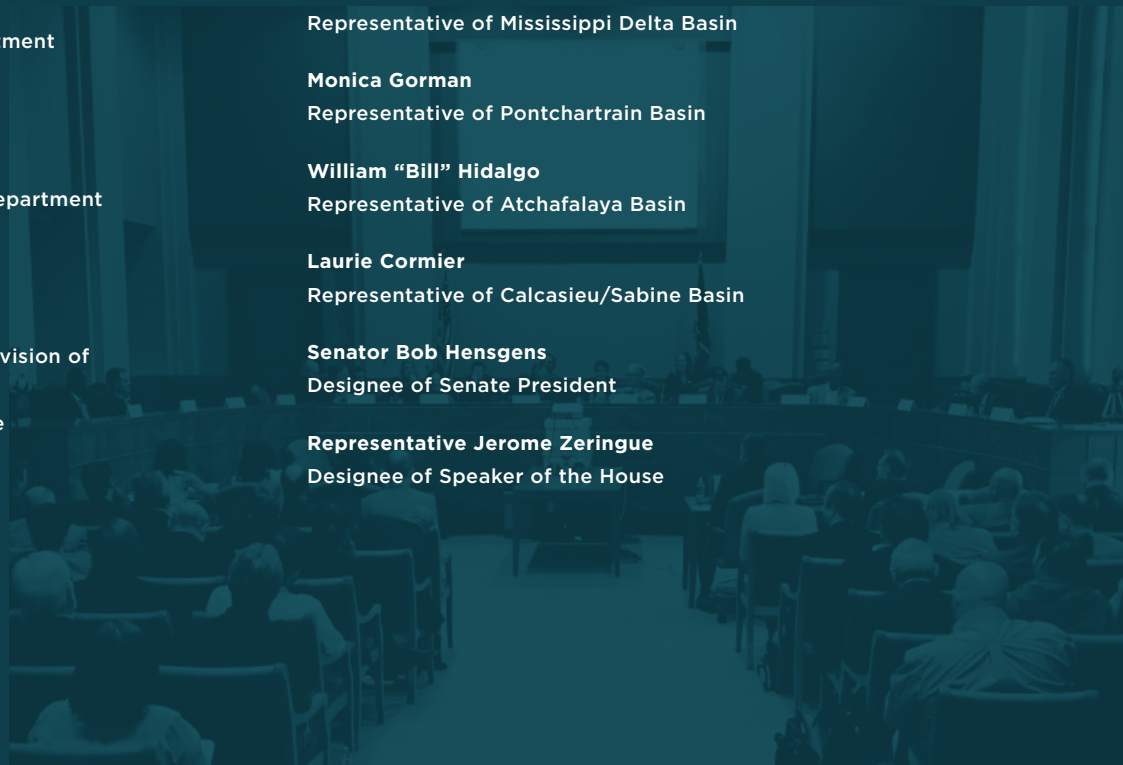 tment
epartment
vision of
e
Representative of Mississippi Delta Basin
Monica Gorman
Representative of Pontchartrain Basin
William “Bill” Hidalgo
Representative of Atchafalaya Basin
Laurie Cormier
Representative of Calcasieu/Sabine Basin
Senator Bob Hensgens
Designee of Senate President
Representative Jerome Zeringue
Designee of Speaker of the House